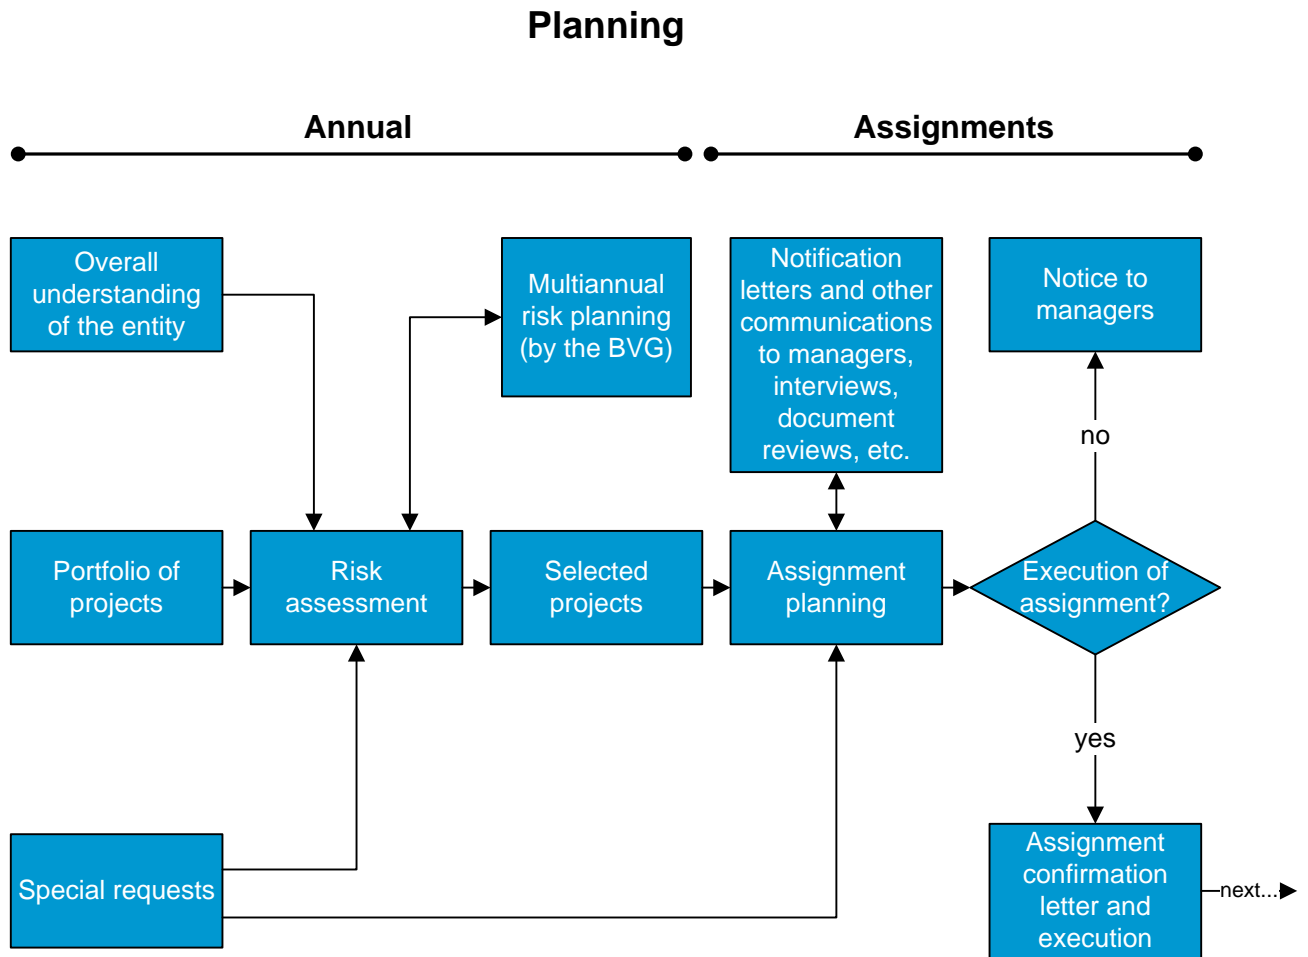 Planning
Annual
Assignments
Overall
understanding
of the entity
Multiannual
risk planning
(by the BVG)
Notification
letters and other
communications
to managers,
interviews,
document
reviews, etc.
Notice to
managers
no
Portfolio of
projects
Risk
assessment
Selected
projects
Assignment
planning
Execution of
assignment?
yes
Special requests
Assignment
confirmation
letter and
execution
next...